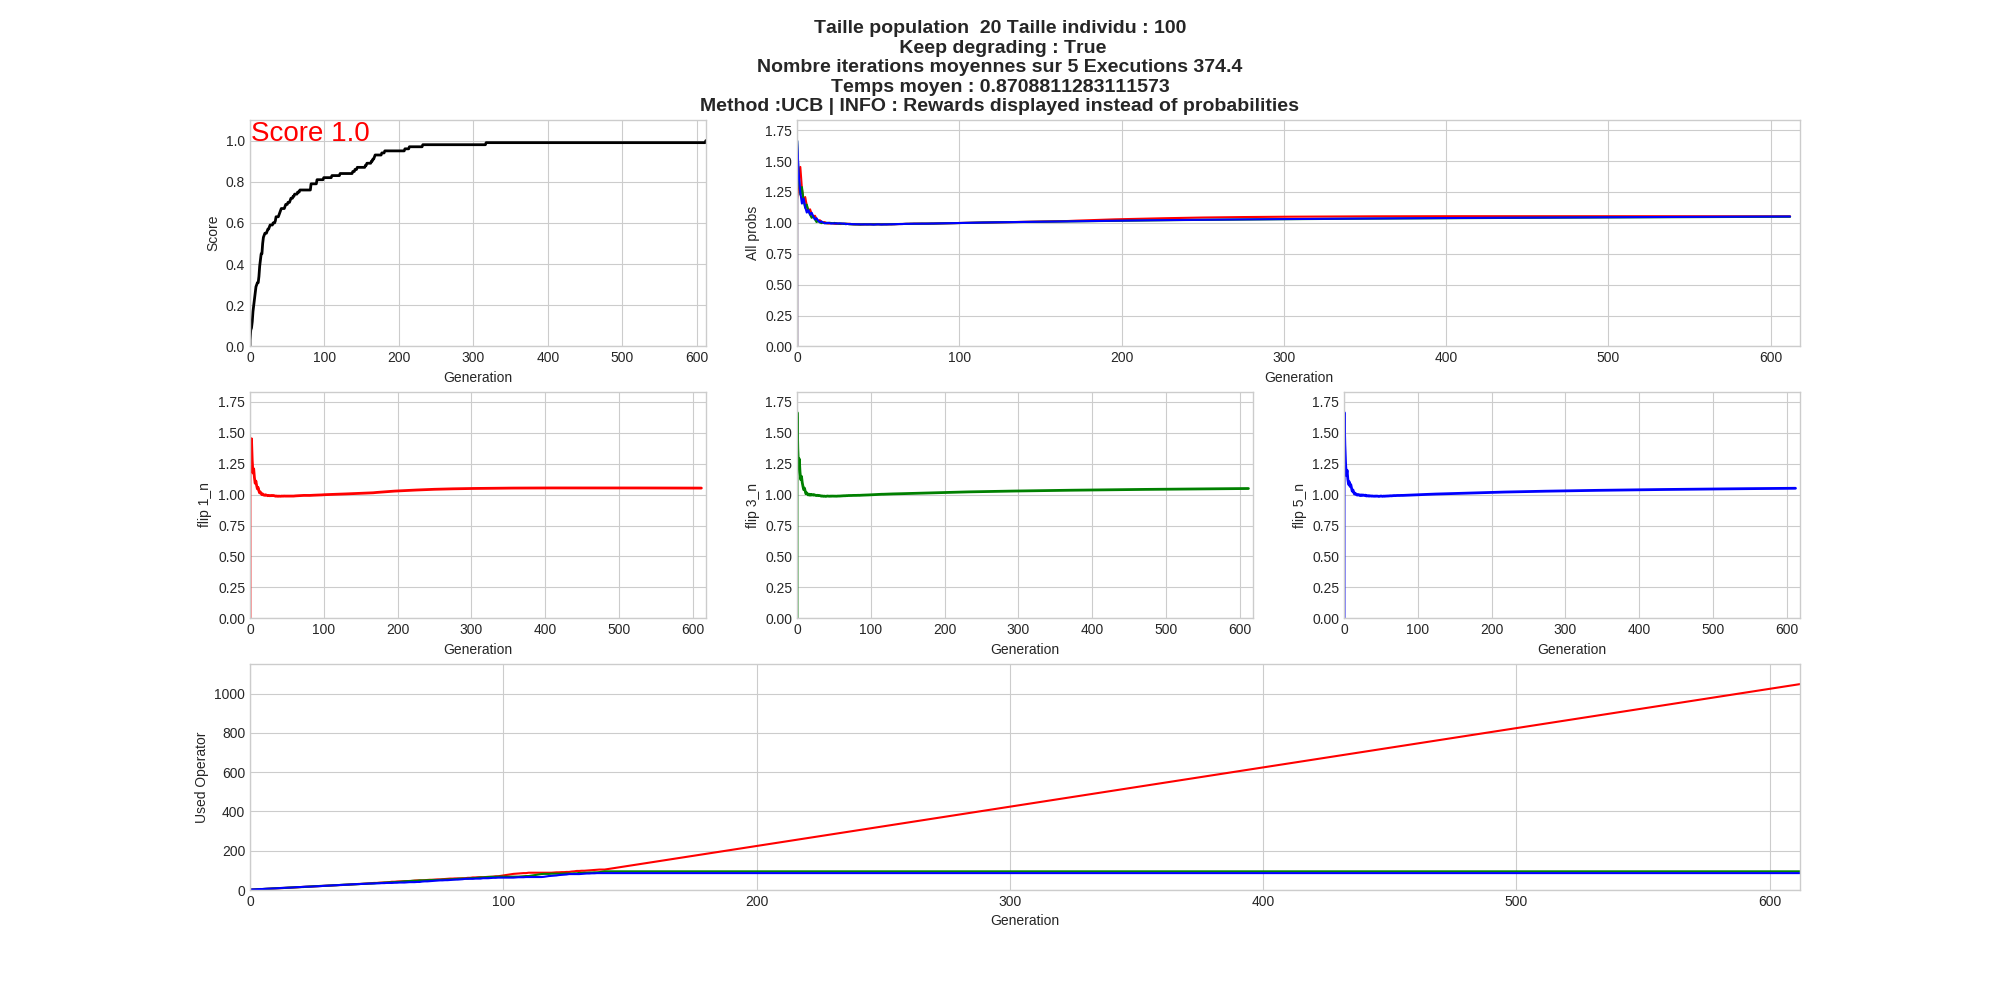 Taille population  20 Taille individu : 100
Keep degrading : True
Nombre iterations moyennes sur 5 Executions 374.4
Temps moyen : 0.8708811283111573
Method :UCB | INFO : Rewards displayed instead of probabilities
Score 1.0
Score
1.0
0.8
0.6
0.4
0.2
0.0
0 100 200 300 400 500 600
Generation
All probs
1.75
1.50
1.25
1.00
0.75
0.50
0.25
0.00
0 100 200 300 400 500 600
Generation
flip 1_n
1.75
1.50
1.25
1.00
0.75
0.50
0.25
0.00
0 100 200 300 400 500 600
Generation
flip 3_n
1.75
1.50
1.25
1.00
0.75
0.50
0.25
0.00
0 100 200 300 400 500 600
Generation
flip 5_n
1.75
1.50
1.25
1.00
0.75
0.50
0.25
0.00
0 100 200 300 400 500 600
Generation
Used Operator
1000
800
600
400
200
0
0 100 200 300 400 500 600
Generation